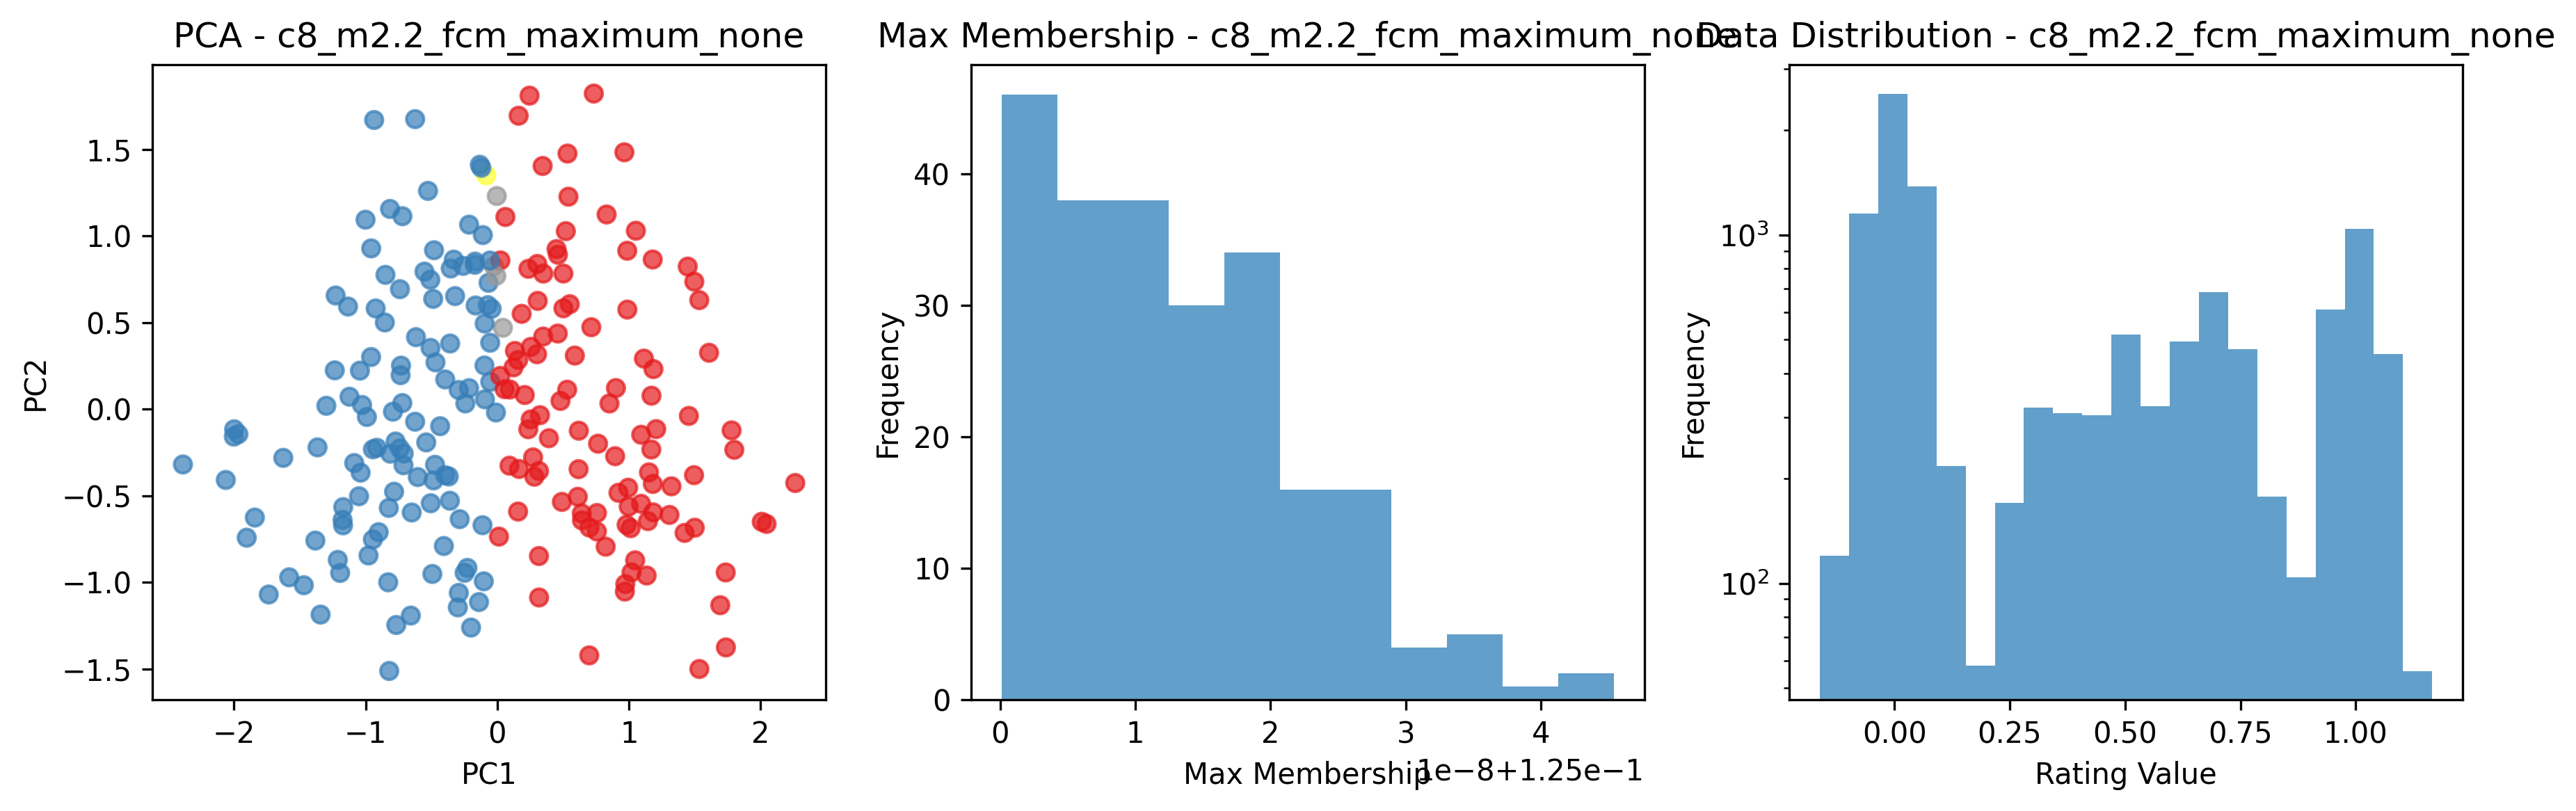 PCA - c8_m2.2_fcm_maximum_none
PC2
1.5
1.0
0.5
0.0
−0.5
−1.0
−1.5
−2 −1 0 1 2
PC1
Max Membership - c8_m2.2_fcm_maximum_none
Frequency
40
30
20
10
0
0 1 2 3 4
Max Membership
1e−8+1.25e−1
Data Distribution - c8_m2.2_fcm_maximum_none
Frequency
10³
10²
0.00 0.25 0.50 0.75 1.00
Rating Value